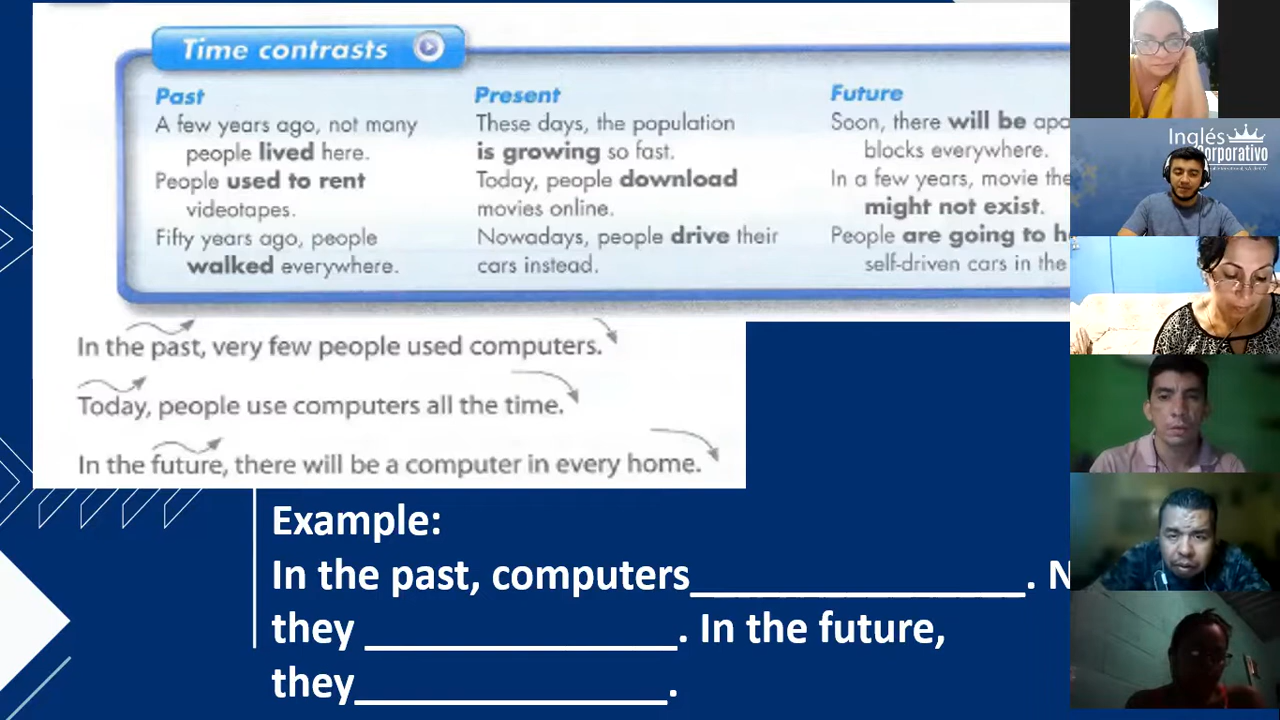 Time contrasts
Past
A few years ago, not many
people lived here.
People used to rent
videotapes.
Fifty years ago, people
walked everywhere.
Present
These days, the population
is growing so fast.
Today, people download
movies online.
Nowadays, people drive their
cars instead.
Future
Soon, there will be
blocks everywhere.
In a few years, movie
might not exist.
People are going to
self-driven cars in the
In the past, very few people used computers.
Today, people use computers all the time.
In the future, there will be a computer in every home.
Example:
In the past, computers_______________. N
they ______________. In the future,
they______________.
Inglés
Corporativo